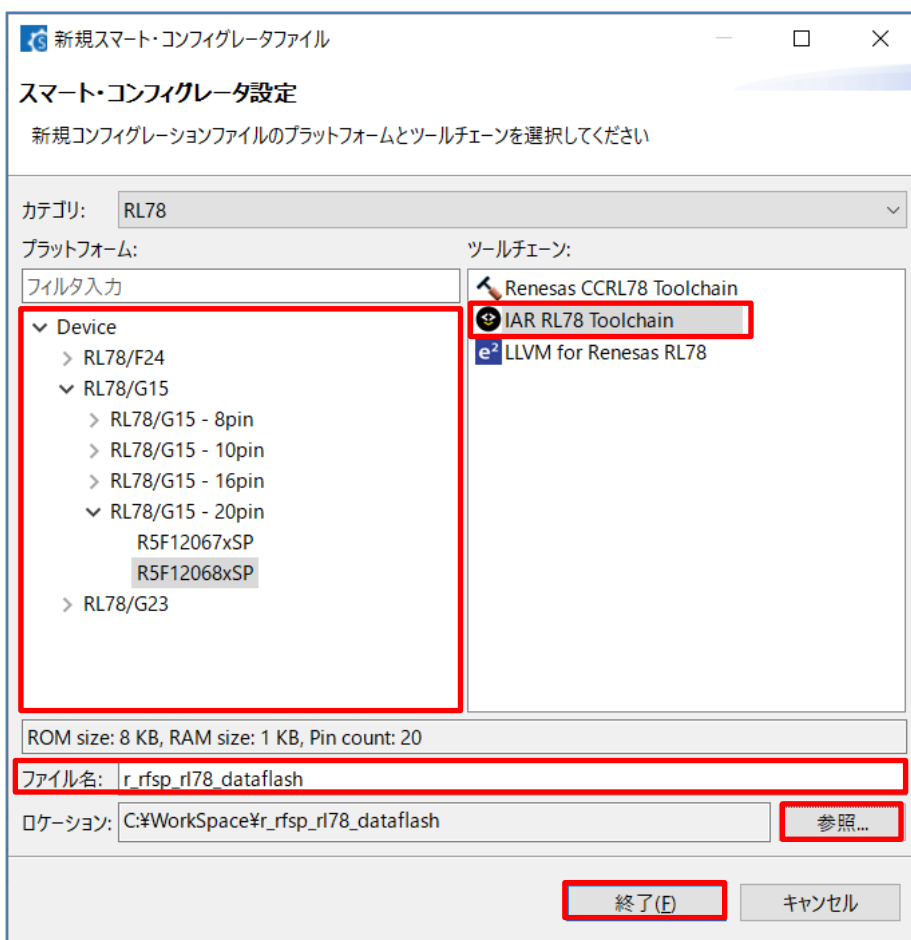 新規スマート・コンフィグレータファイル
スマート・コンフィグレータ設定
新規コンフィグレーションファイルのプラットフォームとツールチェーンを選択してください
カテゴリ: RL78
プラットフォーム:
フィルタ入力
Device
RL78/F24
RL78/G15
RL78/G15 - 8pin
RL78/G15 - 10pin
RL78/G15 - 16pin
RL78/G15 - 20pin
R5F12067xSP
R5F12068xSP
RL78/G23
ツールチェーン:
Renesas CCRL78 Toolchain
IAR RL78 Toolchain
e² LLVM for Renesas RL78
ROM size: 8 KB, RAM size: 1 KB, Pin count: 20
ファイル名: r_rfsp_rl78_dataflash
ロケーション: C:¥WorkSpace¥r_rfsp_rl78_dataflash 参照...
終了(F) キャンセル